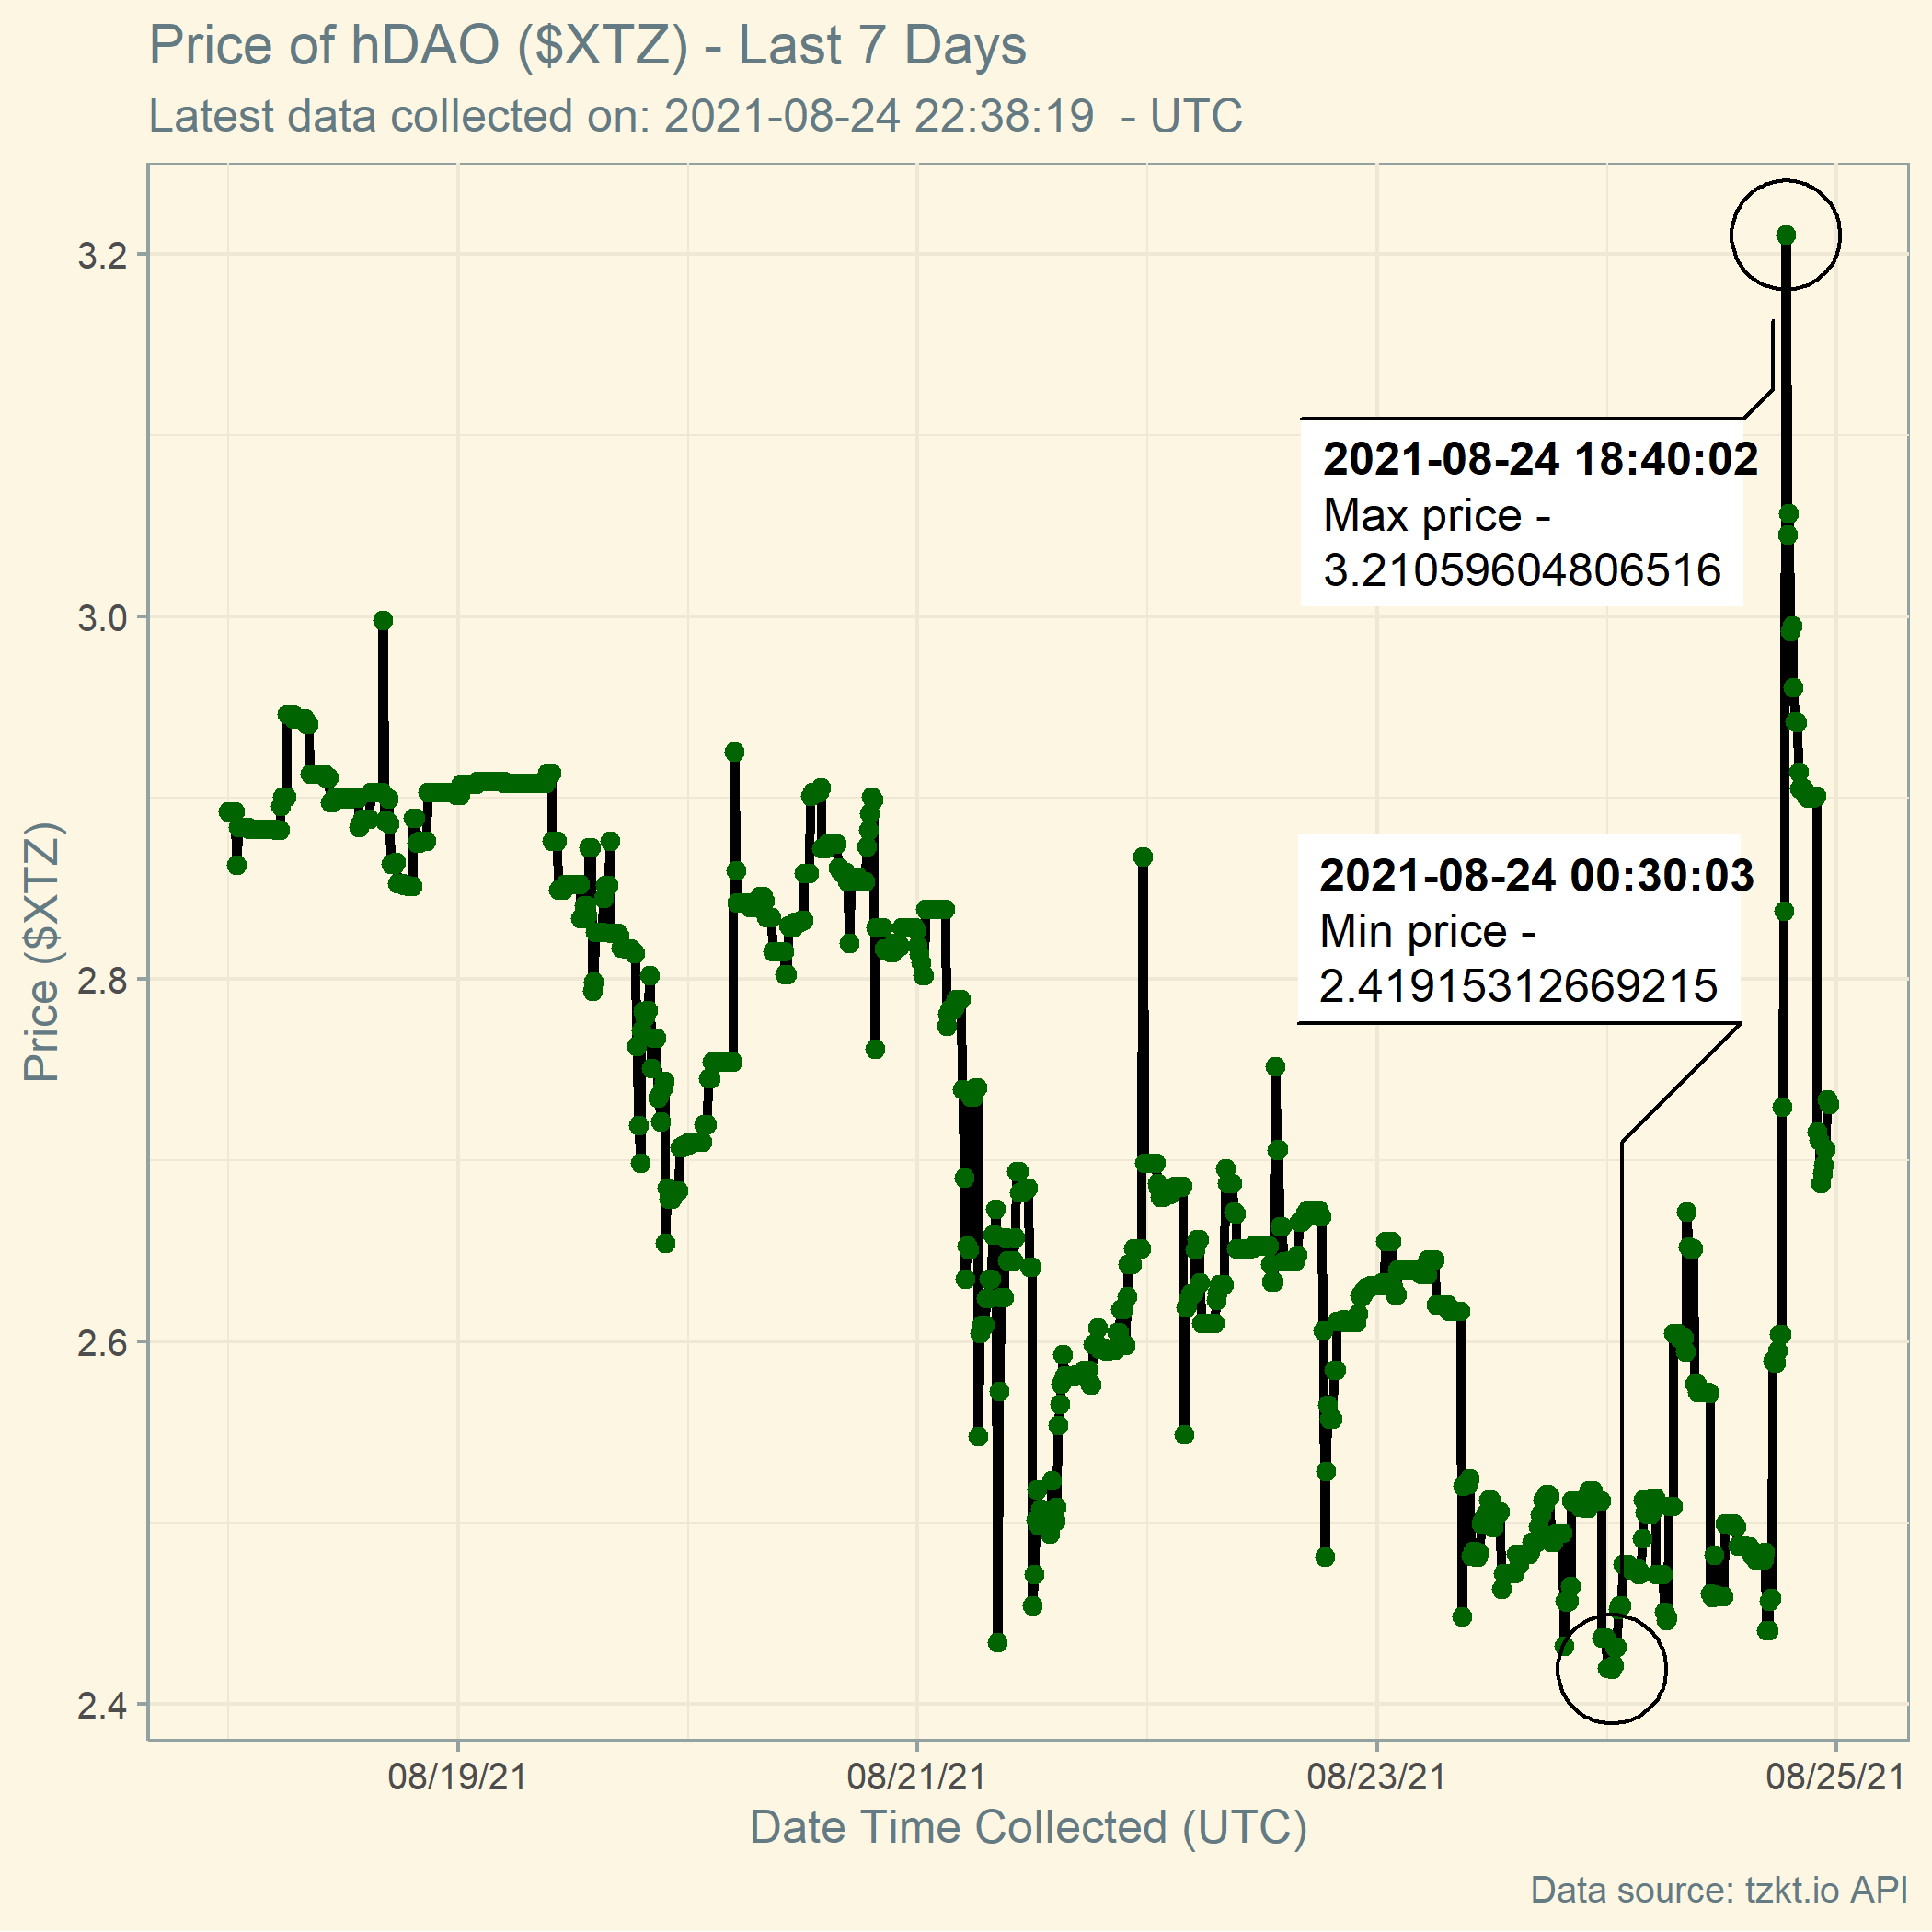 Price of hDAO ($XTZ) - Last 7 Days
Latest data collected on: 2021-08-24 22:38:19  - UTC
Price ($XTZ)
3.2
3.0
2.8
2.6
2.4
2021-08-24 18:40:02
Max price -
3.21059604806516
2021-08-24 00:30:03
Min price -
2.41915312669215
08/19/21
08/21/21
08/23/21
08/25/21
Date Time Collected (UTC)
Data source: tzkt.io API